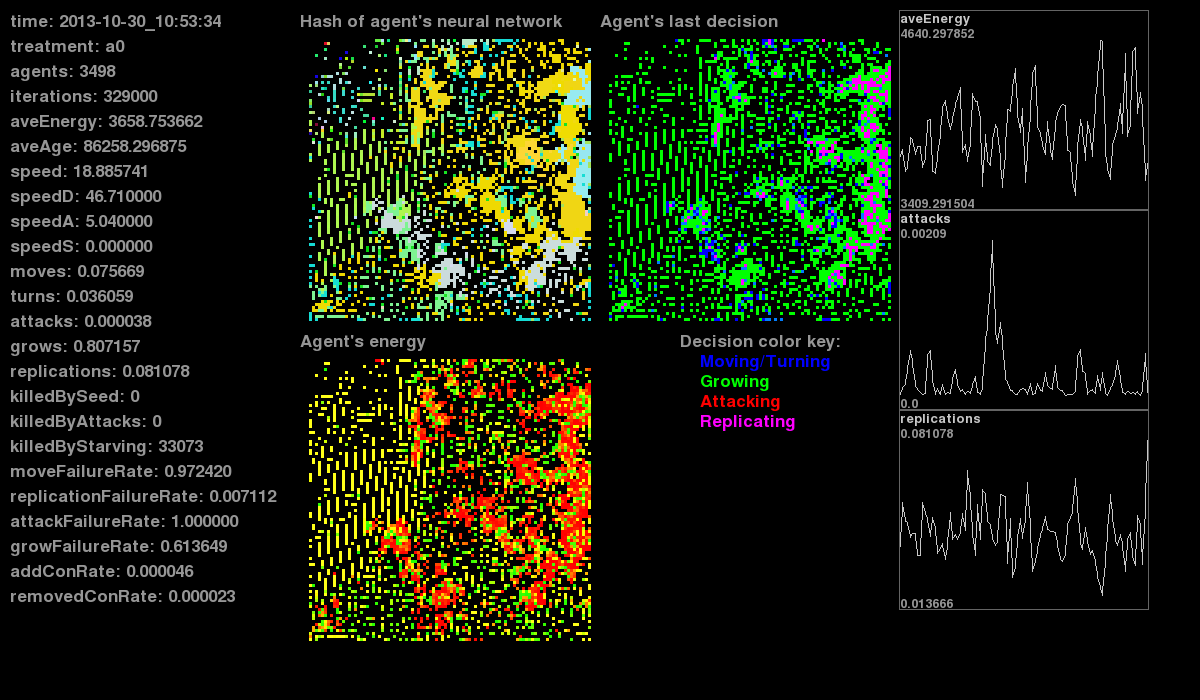 time: 2013-10-30_10:53:34
treatment: a0
agents: 3498
iterations: 329000
aveEnergy: 3658.753662
aveAge: 86258.296875
speed: 18.885741
speedD: 46.710000
speedA: 5.040000
speedS: 0.000000
moves: 0.075669
turns: 0.036059
attacks: 0.000038
grows: 0.807157
replications: 0.081078
killedBySeed: 0
killedByAttacks: 0
killedByStarving: 33073
moveFailureRate: 0.972420
replicationFailureRate: 0.007112
attackFailureRate: 1.000000
growFailureRate: 0.613649
addConRate: 0.000046
removedConRate: 0.000023
Hash of agent's neural network
Agent's last decision
Agent's energy
Decision color key:
Moving/Turning
Growing
Attacking
Replicating
aveEnergy
4640.297852
3409.291504
attacks
0.00209
0.0
replications
0.081078
0.013666